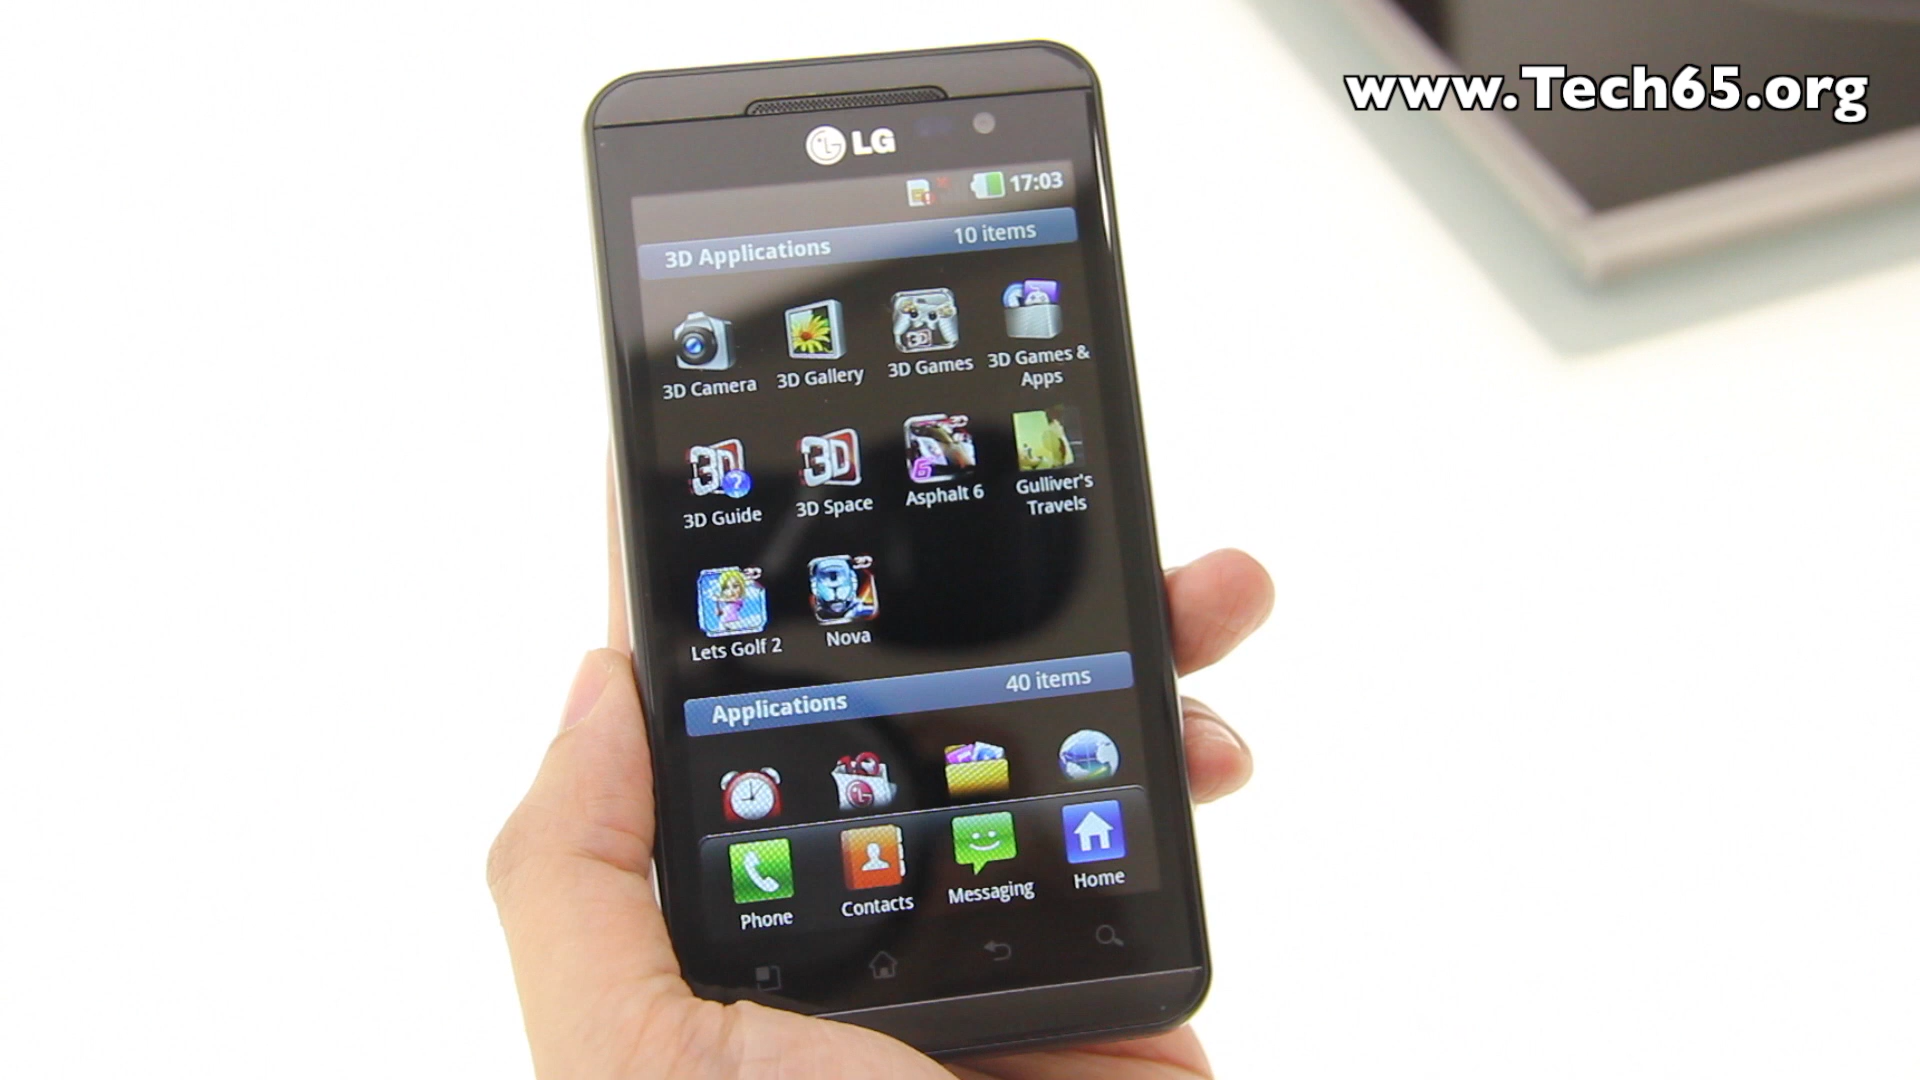 www.Tech65.org
LG
17:03
3D Applications 10 items
3D Camera 3D Gallery 3D Games 3D Games & Apps
3D Guide 3D Space Asphalt 6 Gulliver's Travels
Lets Golf 2 Nova
Applications 40 items
Phone Contacts Messaging Home